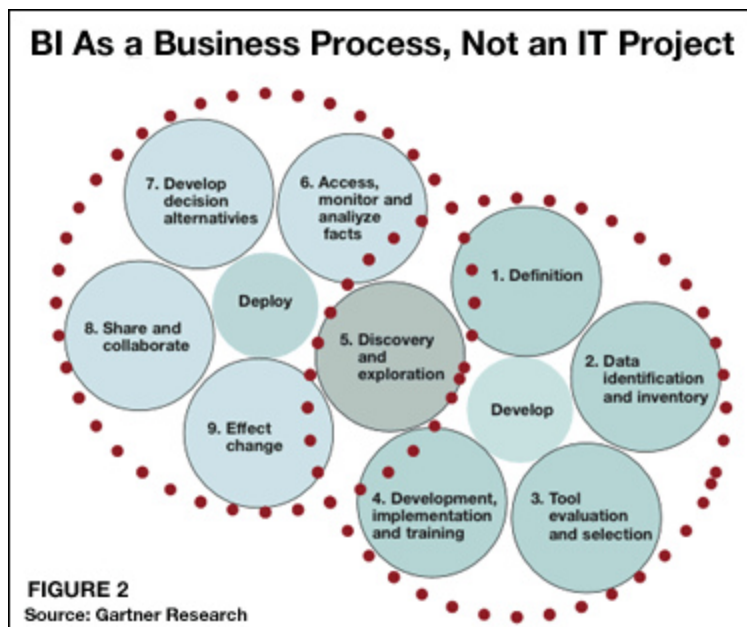 BI As a Business Process, Not an IT Project
7. Develop
decision
alternativies
6. Access,
monitor and
analiyze
facts
1. Definition
Deploy
8. Share and
collaborate
5. Discovery
and
exploration
2. Data
identification
and inventory
Develop
9. Effect
change
4. Development,
implementation
and training
3. Tool
evaluation
and selection
FIGURE 2
Source: Gartner Research